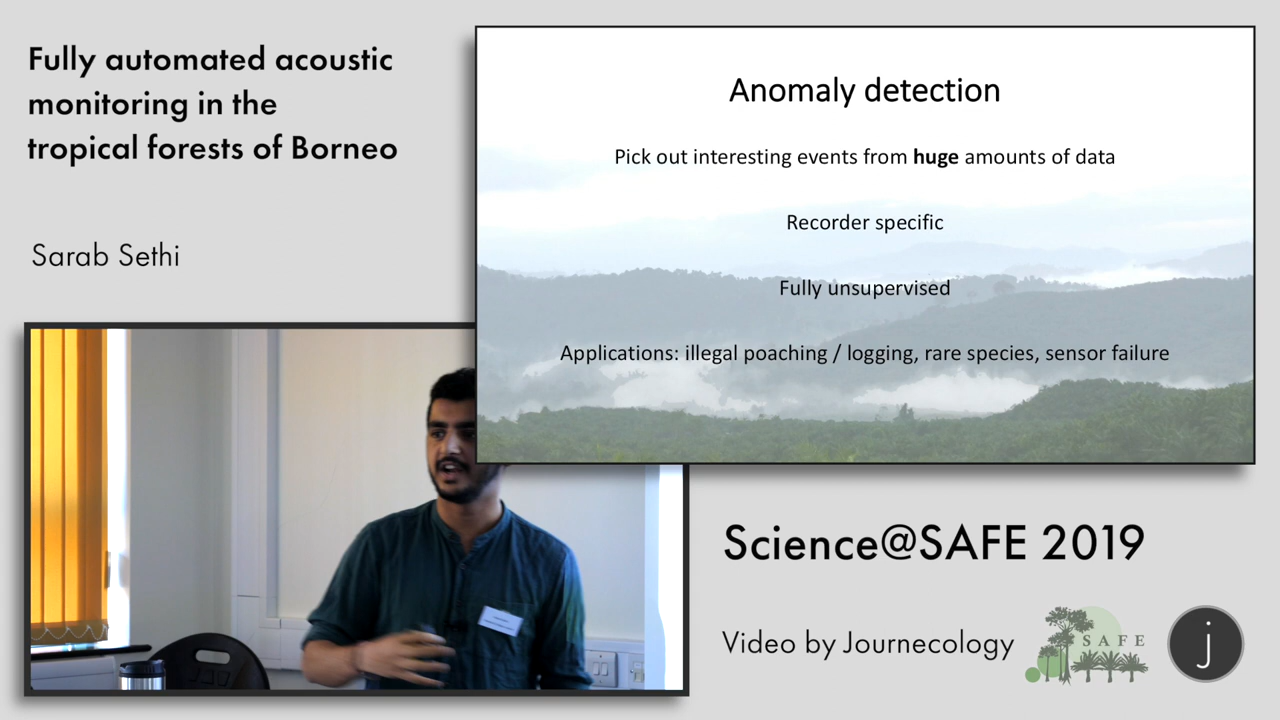 Fully automated acoustic
monitoring in the
tropical forests of Borneo
Sarab Sethi
Anomaly detection
Pick out interesting events from huge amounts of data
Recorder specific
Fully unsupervised
Applications: illegal poaching / logging, rare species, sensor failure
Science@SAFE 2019
Video by Journecology
SAFE
j